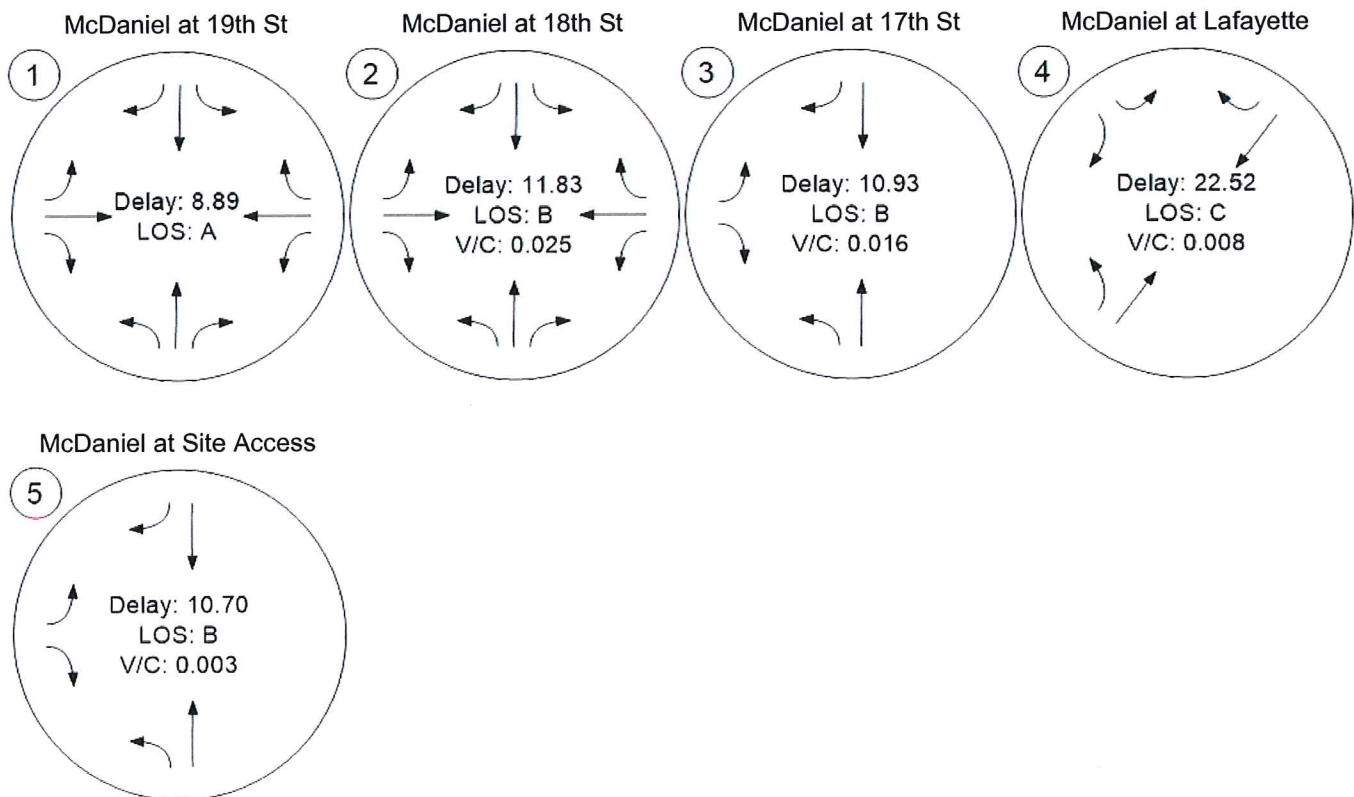 McDaniel at 19th St
1
Delay: 8.89
LOS: A
McDaniel at 18th St
2
Delay: 11.83
LOS: B
V/C: 0.025
McDaniel at 17th St
3
Delay: 10.93
LOS: B
V/C: 0.016
McDaniel at Lafayette
4
Delay: 22.52
LOS: C
V/C: 0.008
McDaniel at Site Access
5
Delay: 10.70
LOS: B
V/C: 0.003